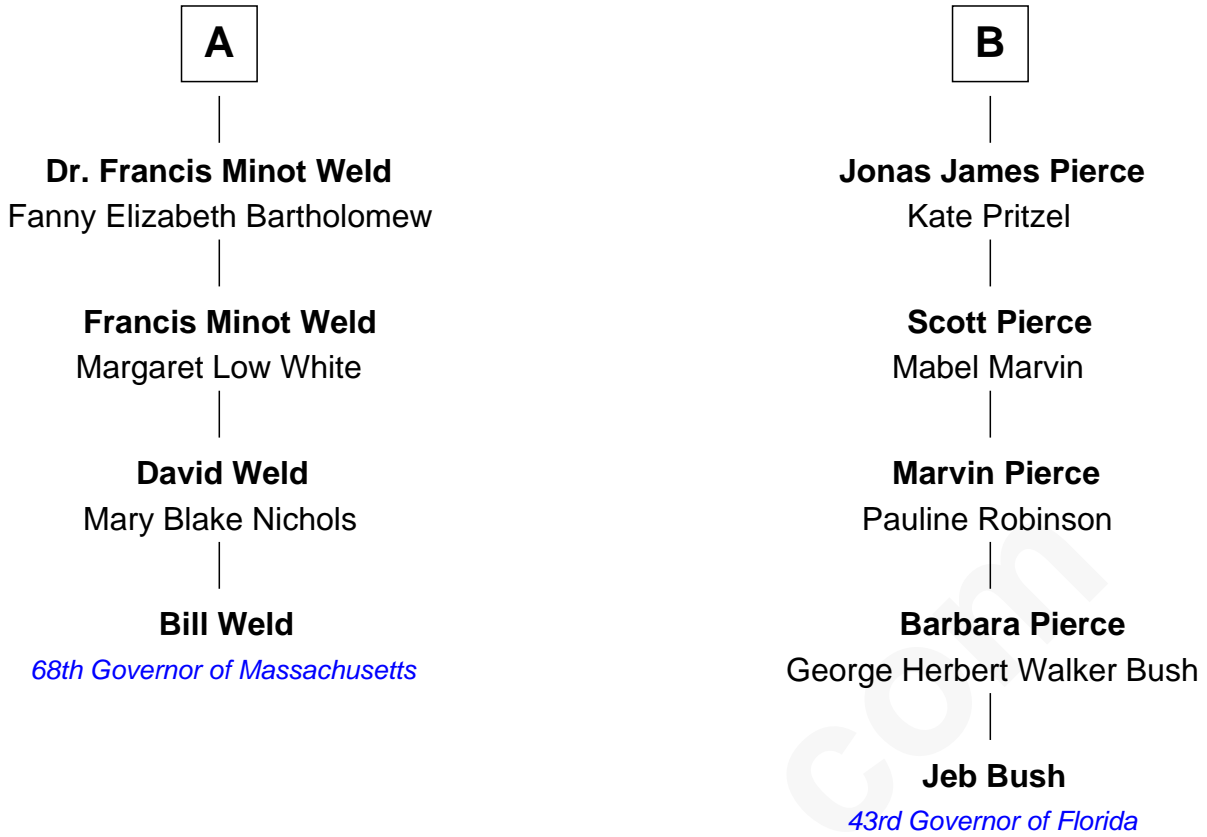 A
Dr. Francis Minot Weld
Fanny Elizabeth Bartholomew
Francis Minot Weld
Margaret Low White
David Weld
Mary Blake Nichols
Bill Weld
68th Governor of Massachusetts
B
Jonas James Pierce
Kate Pritzel
Scott Pierce
Mabel Marvin
Marvin Pierce
Pauline Robinson
Barbara Pierce
George Herbert Walker Bush
Jeb Bush
43rd Governor of Florida
com